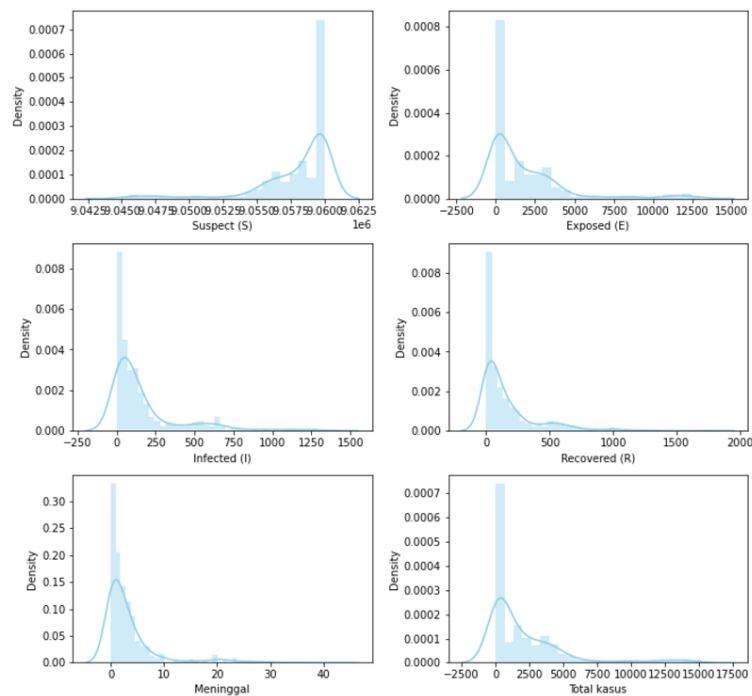 0.0007
0.0006
0.0005
0.0004
0.0003
0.0002
0.0001
0.0000
Density
9.0425 9.0450 9.0475 9.0500 9.0525 9.0550 9.0575 9.0600 9.0625
1e6
Suspect (S)
0.0008
0.0006
0.0004
0.0002
0.0000
Density
−2500 0 2500 5000 7500 10000 12500 15000
Exposed (E)
0.008
0.006
0.004
0.002
0.000
Density
−250 0 250 500 750 1000 1250 1500
Infected (I)
0.008
0.006
0.004
0.002
0.000
Density
0 500 1000 1500 2000
Recovered (R)
0.30
0.25
0.20
0.15
0.10
0.05
0.00
Density
0 10 20 30 40
Meninggal
0.0007
0.0006
0.0005
0.0004
0.0003
0.0002
0.0001
0.0000
Density
−2500 0 2500 5000 7500 10000 12500 15000 17500
Total kasus